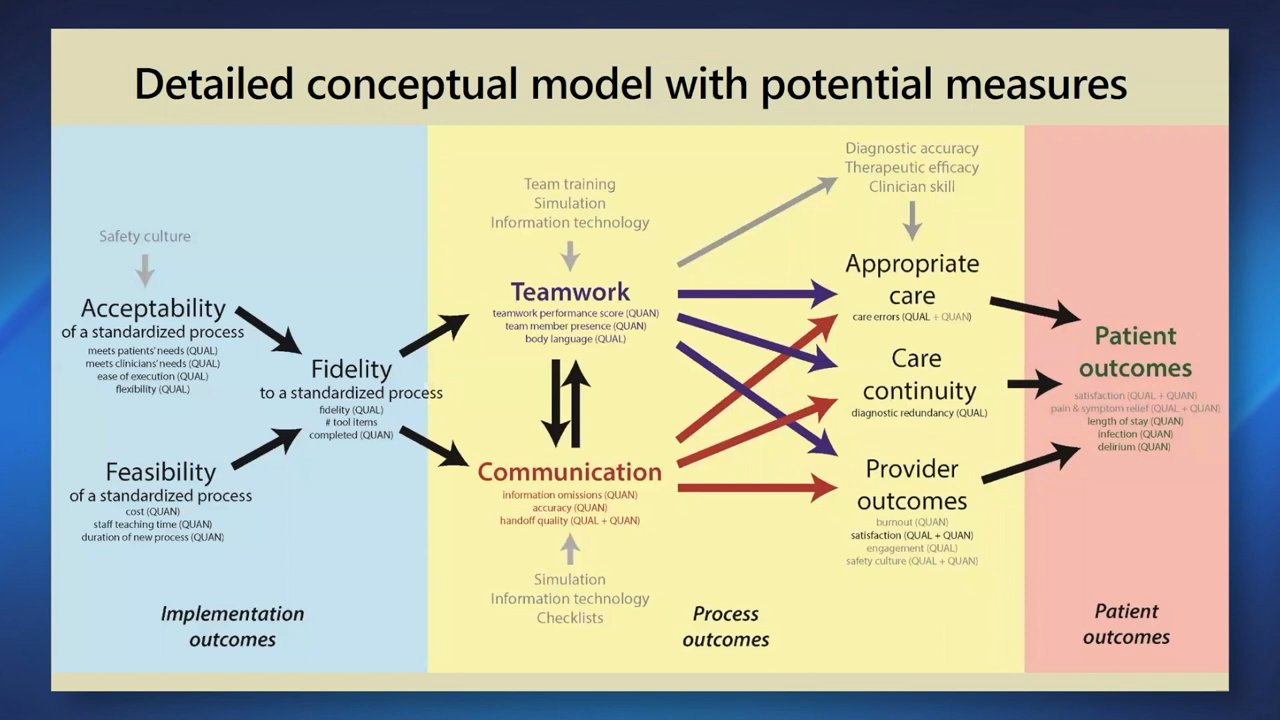 Detailed conceptual model with potential measures
Safety culture
Acceptability
of a standardized process
meets patients' needs (QUAL)
meets clinicians' needs (QUAL)
ease of execution (QUAL)
flexibility (QUAL)
Feasibility
of a standardized process
cost (QUAN)
staff teaching time (QUAN)
duration of new process (QUAN)
Fidelity
to a standardized process
fidelity (QUAL)
# tool items
completed (QUAN)
Implementation
outcomes
Team training
Simulation
Information technology
Teamwork
teamwork performance score (QUAN)
team member presence (QUAN)
body language (QUAL)
Communication
information omissions (QUAN)
accuracy (QUAN)
handoff quality (QUAL + QUAN)
Simulation
Information technology
Checklists
Diagnostic accuracy
Therapeutic efficacy
Clinician skill
Appropriate
care
care errors (QUAL + QUAN)
Care
continuity
diagnostic redundancy (QUAL)
Provider
outcomes
burnout (QUAN)
satisfaction (QUAL + QUAN)
engagement (QUAL)
safety culture (QUAL + QUAN)
Process
outcomes
Patient
outcomes
satisfaction (QUAL + QUAN)
pain & symptom relief (QUAL + QUAN)
length of stay (QUAN)
infection (QUAN)
delirium (QUAN)
Patient
outcomes